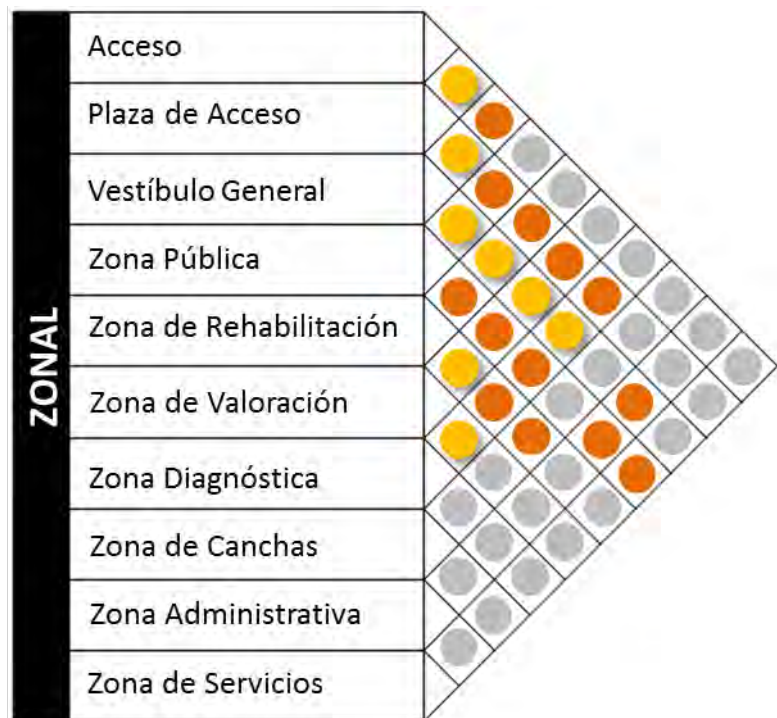 ZONAL
Acceso
Plaza de Acceso
Vestíbulo General
Zona Pública
Zona de Rehabilitación
Zona de Valoración
Zona Diagnóstica
Zona de Canchas
Zona Administrativa
Zona de Servicios